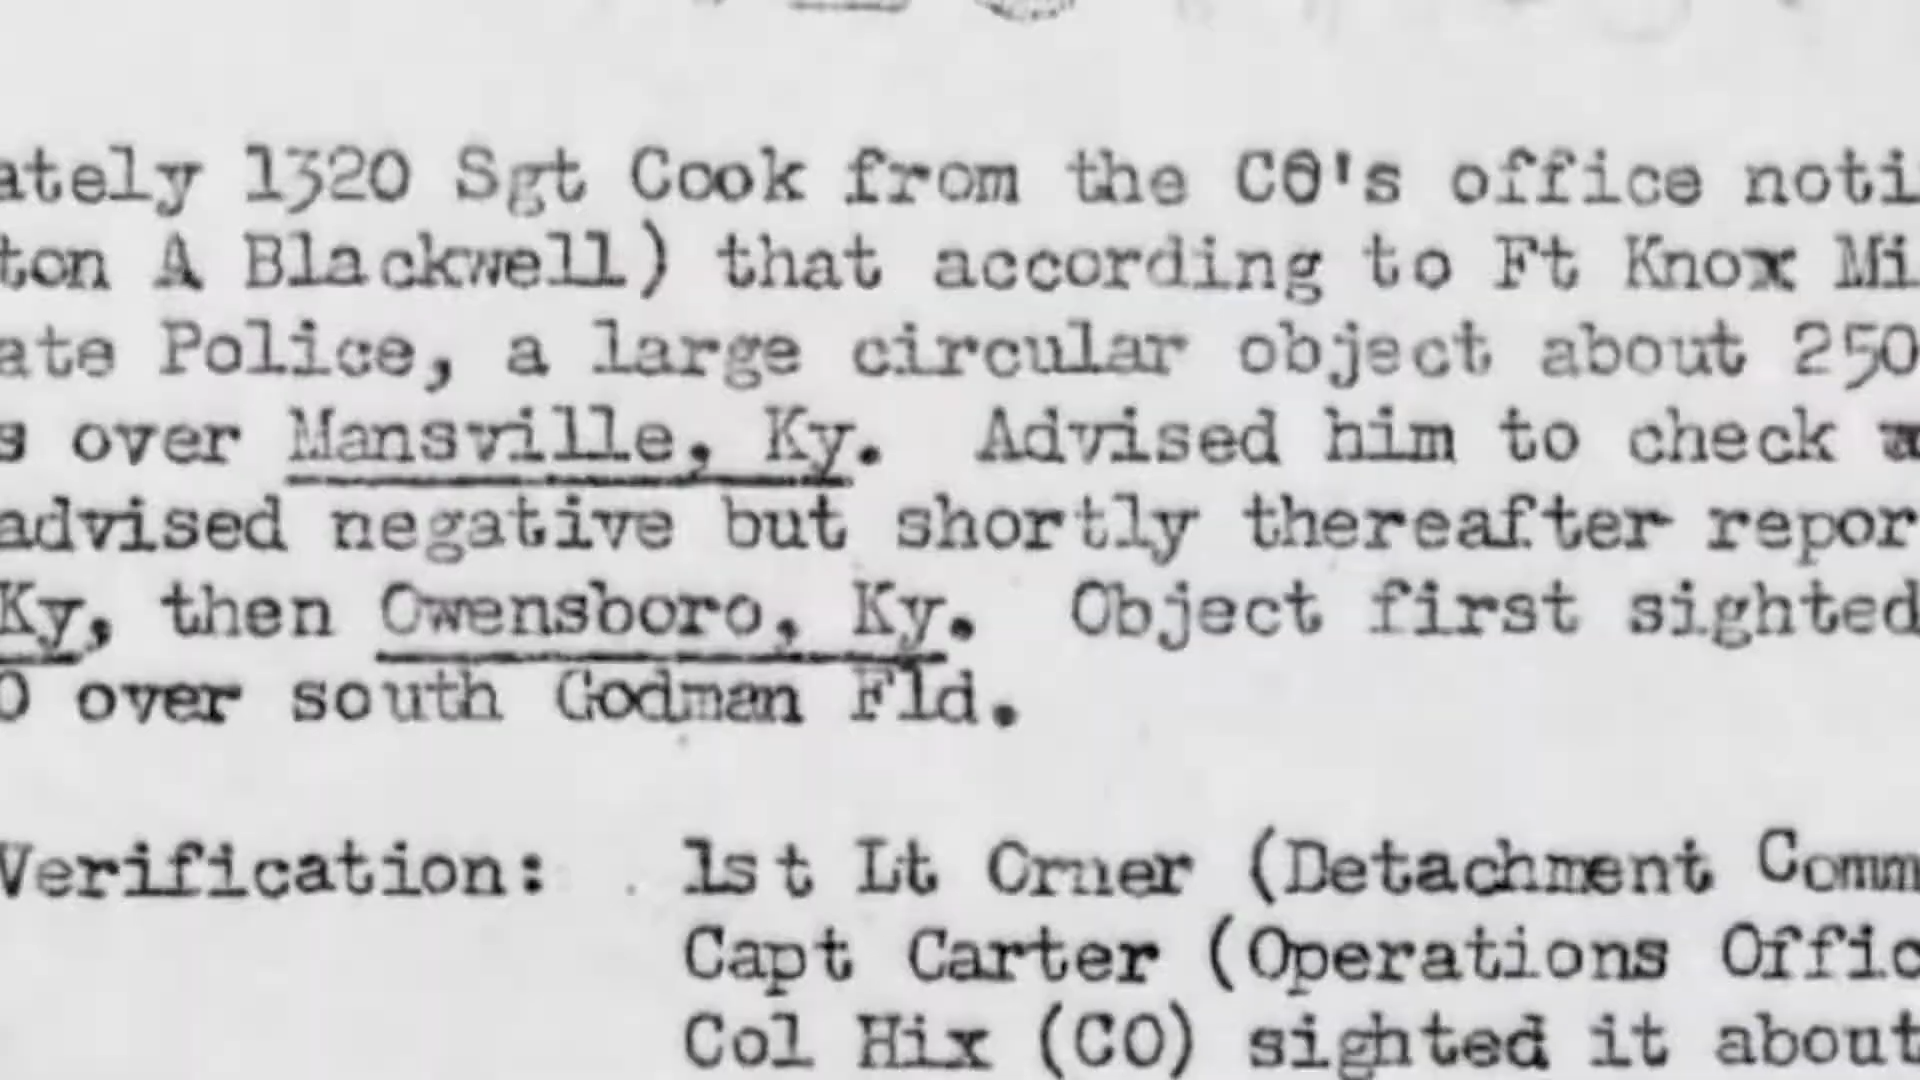 ately 1320 Sgt Cook from the CO's office noti
ton A Blackwell) that according to Ft Knox Mi
ate Police, a large circular object about 250
s over Mansville, Ky. Advised him to check
advised negative but shortly thereafter repor
Ky, then Owensboro, Ky. Object first sighted
0 over south Godman Fld.
Verification: 1st Lt Orner (Detachment Comm
Capt Carter (Operations Offic
Col Hix (CO) sighted it about